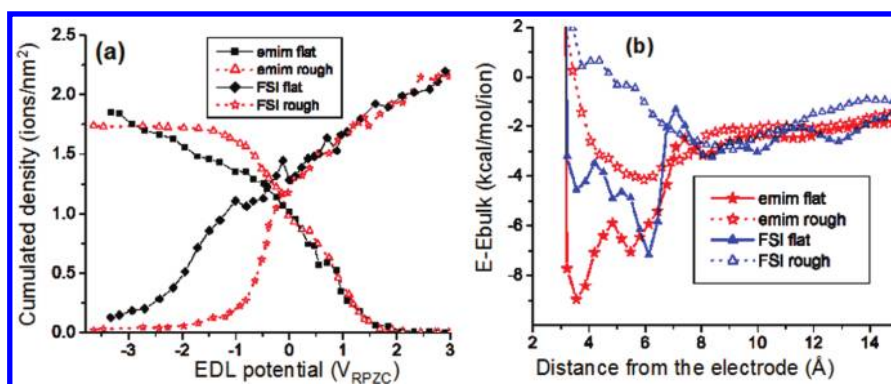 (a)
emim flat
emim rough
FSI flat
FSI rough
Cumulated density (ions/nm²)
2.5
2.0
1.5
1.0
0.5
0.0
-3 -2 -1 0 1 2 3
EDL potential (V_RPZC)
(b)
E-Ebulk (kcal/mol/ion)
0
-2
-4
-6
-8
emim flat
emim rough
FSI flat
FSI rough
4 6 8 10 12 14
Distance from the electrode (Å)